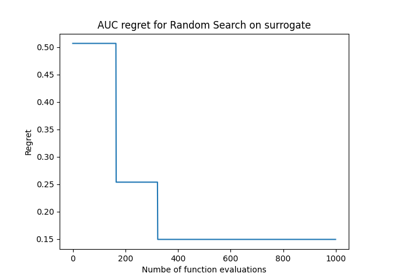 AUC regret for Random Search on surrogate
0.50
0.45
0.40
0.35
0.30
0.25
0.20
0.15
Regret
0 200 400 600 800 1000
Numbe of function evaluations